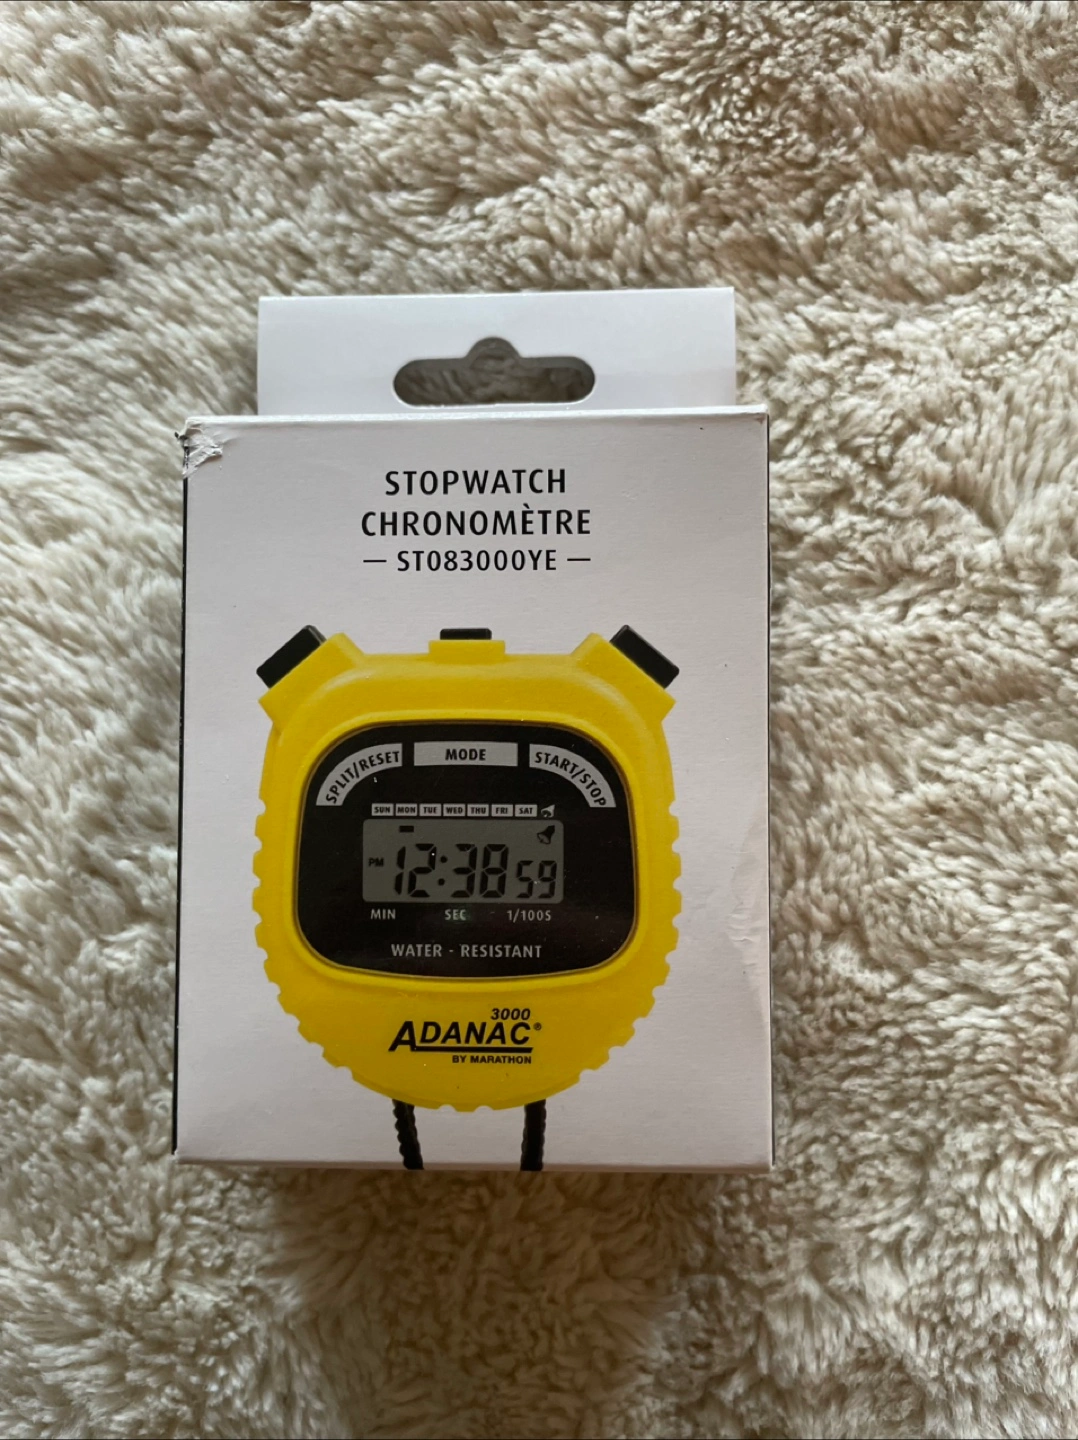 STOPWATCH
CHRONOMÈTRE
— ST083000YE —
SPLIT/RESET MODE START/STOP
SUN MON TUE WED THU FRI SAT
PM 12:38 59
MIN SEC 1/100S
WATER - RESISTANT
3000
ADANAC®
BY MARATHON